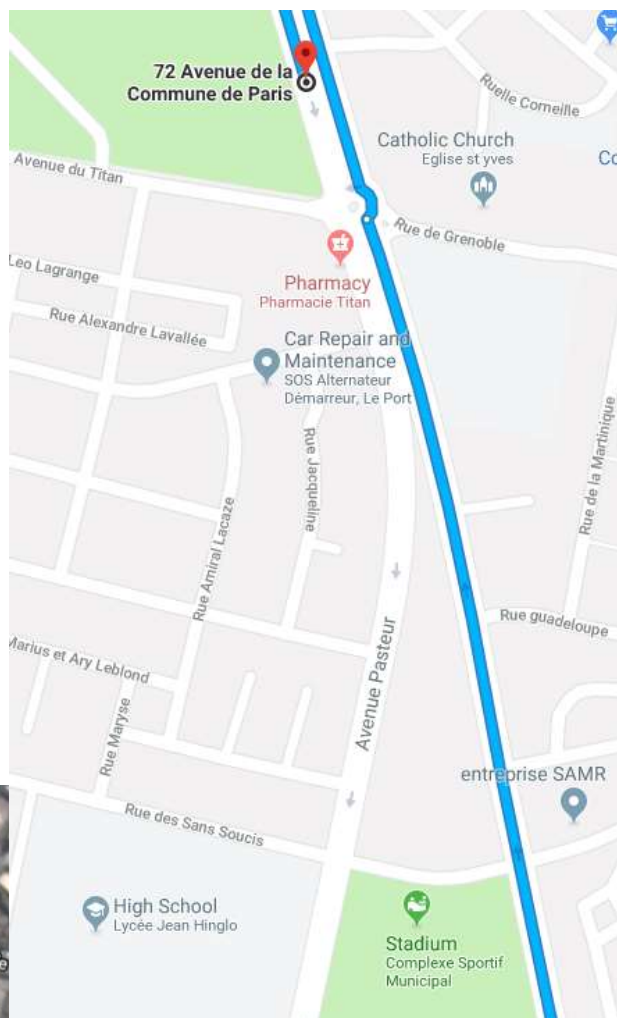 72 Avenue de la
Commune de Paris
Ruelle Corneille
Catholic Church
Eglise st yves
Co
Avenue du Titan
Rue de Grenoble
Leo Lagrange
Pharmacy
Pharmacie Titan
Rue Alexandre Lavallée
Car Repair and
Maintenance
SOS Alternateur
Démarreur, Le Port
Rue de la Martinique
Rue Jacqueline
Rue Amiral Lacaze
Rue guadeloupe
Marius et Ary Leblond
Avenue Pasteur
Rue Maryse
entreprise SAMR
Rue des Sans Soucis
High School
Lycée Jean Hinglo
Stadium
Complexe Sportif
Municipal